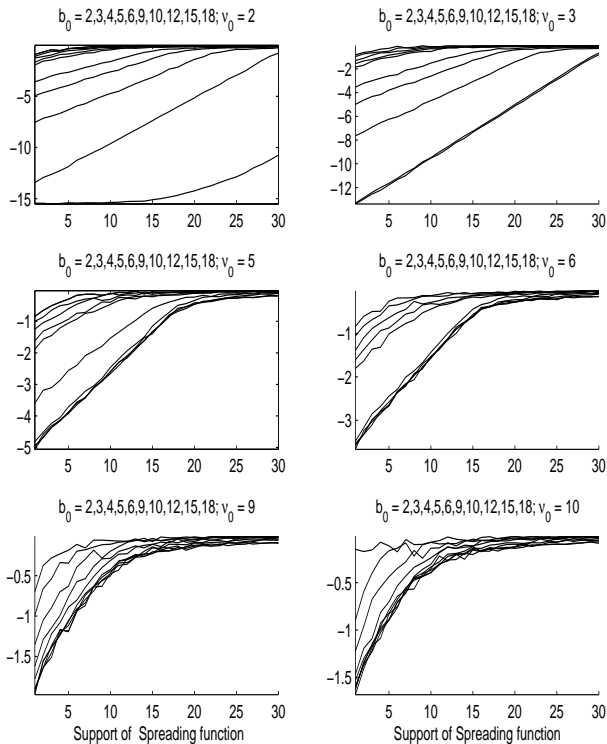 b0 = 2,3,4,5,6,9,10,12,15,18; ν0 = 2
−5
−10
−15
5 10 15 20 25 30
b0 = 2,3,4,5,6,9,10,12,15,18; ν0 = 3
−2
−4
−6
−8
−10
−12
5 10 15 20 25 30
b0 = 2,3,4,5,6,9,10,12,15,18; ν0 = 5
−1
−2
−3
−4
−5
5 10 15 20 25 30
b0 = 2,3,4,5,6,9,10,12,15,18; ν0 = 6
−1
−2
−3
5 10 15 20 25 30
b0 = 2,3,4,5,6,9,10,12,15,18; ν0 = 9
−0.5
−1
−1.5
5 10 15 20 25 30
Support of Spreading function
b0 = 2,3,4,5,6,9,10,12,15,18; ν0 = 10
−0.5
−1
−1.5
5 10 15 20 25 30
Support of Spreading function